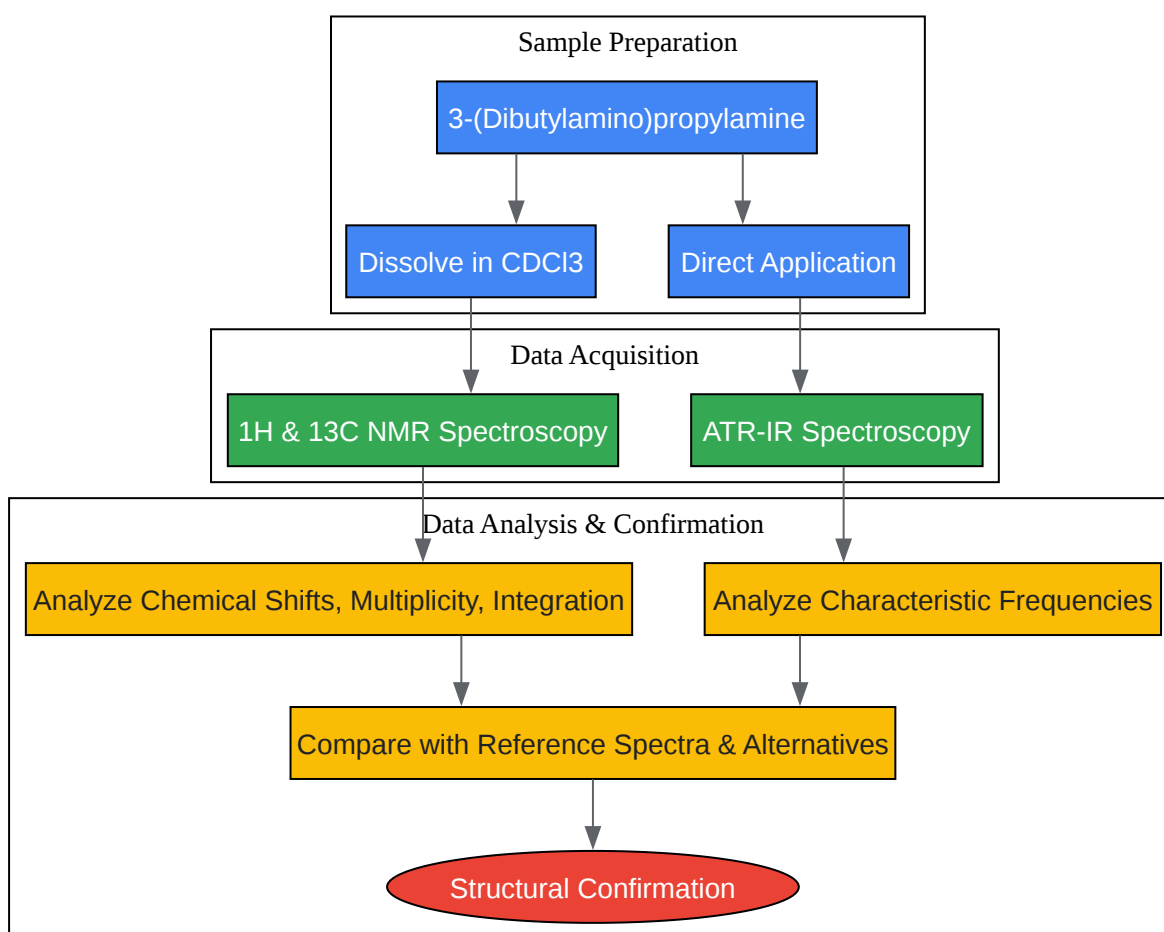 Sample Preparation
3-(Dibutylamino)propylamine
Dissolve in CDCl3
Direct Application
Data Acquisition
1H & 13C NMR Spectroscopy
ATR-IR Spectroscopy
Data Analysis & Confirmation
Analyze Chemical Shifts, Multiplicity, Integration
Analyze Characteristic Frequencies
Compare with Reference Spectra & Alternatives
Structural Confirmation